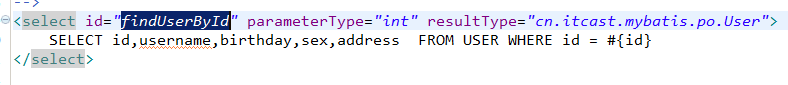 -->
<select id="findUserById" parameterType="int" resultType="cn.itcast.mybatis.po.User">
SELECT id,username,birthday,sex,address  FROM USER WHERE id = #{id}
</select>